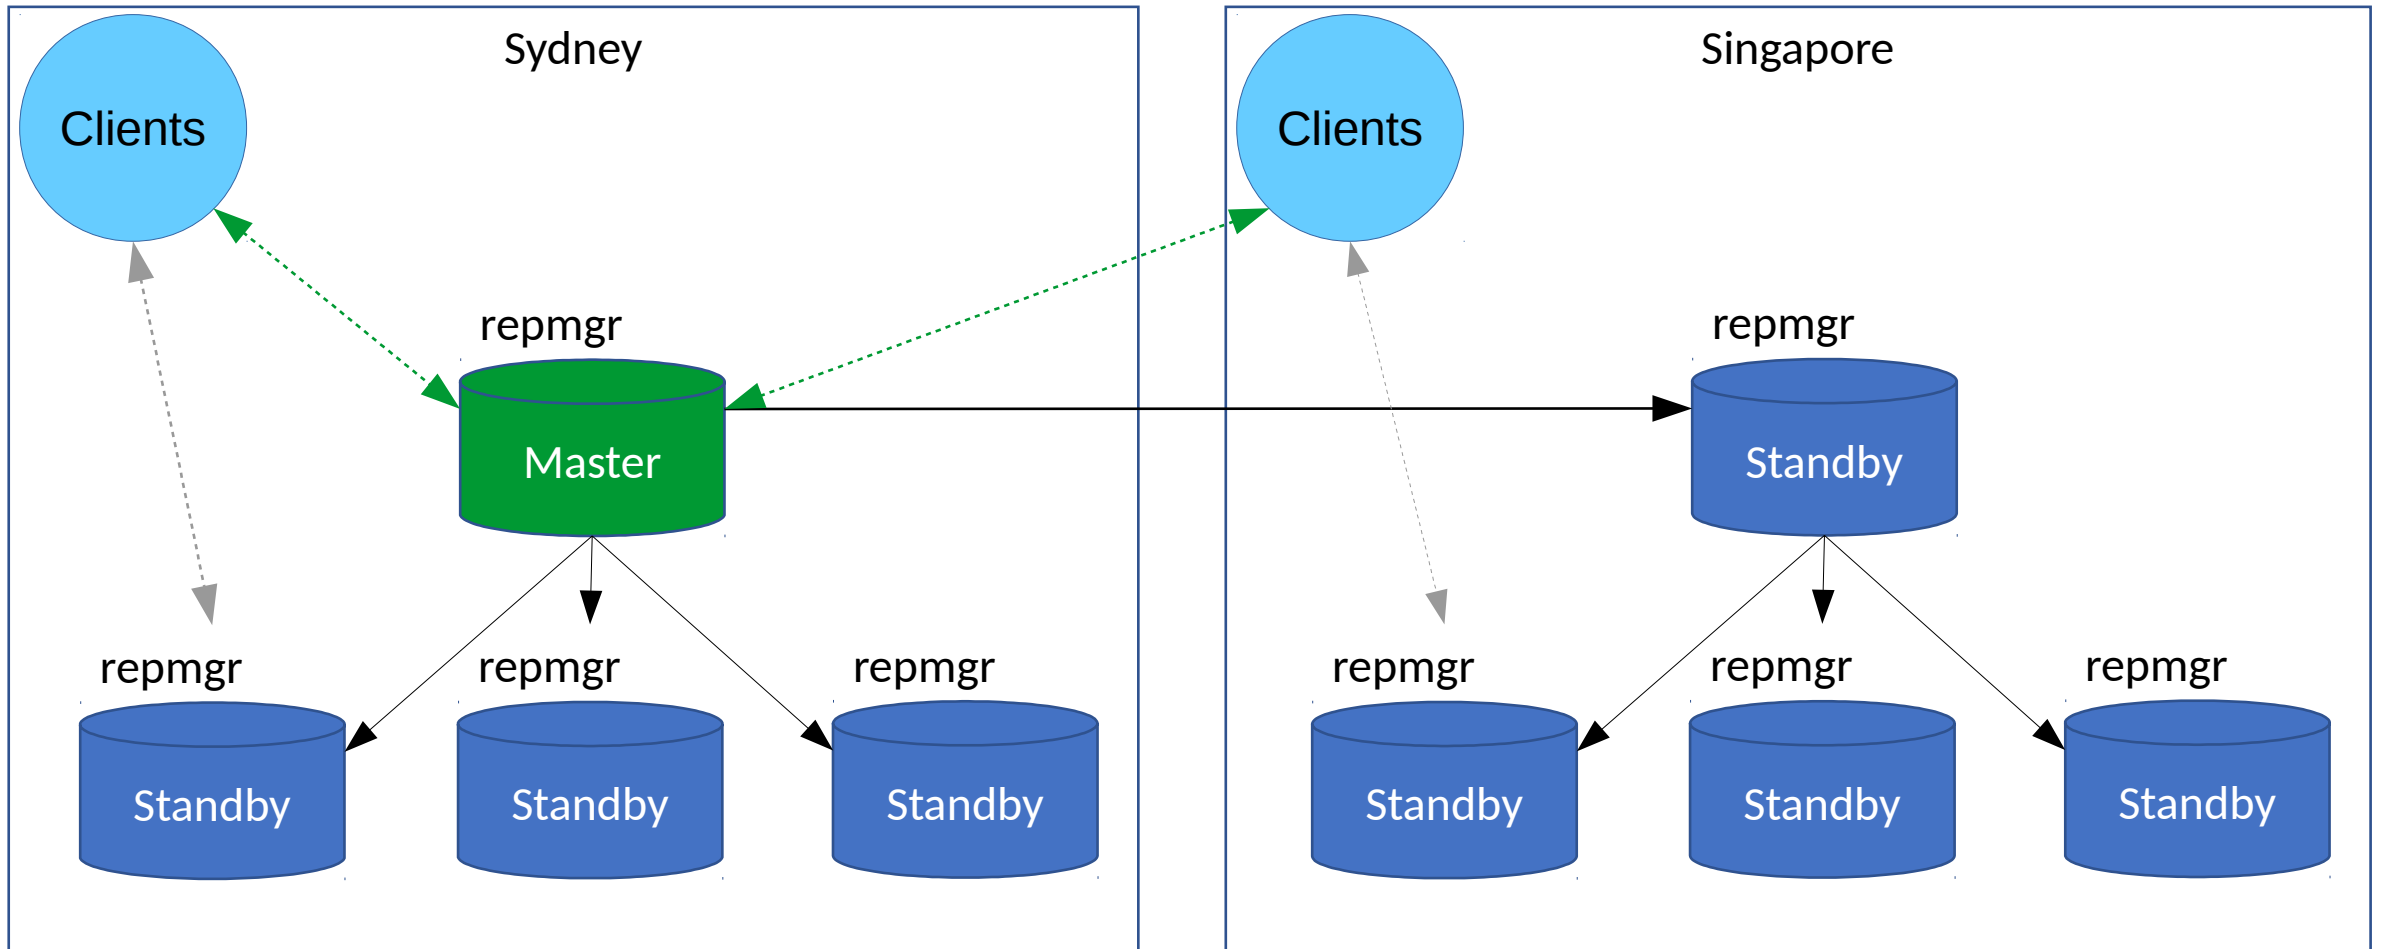 Sydney
Clients
repmgr
Master
repmgr
repmgr
repmgr
Standby
Standby
Standby
Singapore
Clients
repmgr
Standby
repmgr
repmgr
repmgr
Standby
Standby
Standby